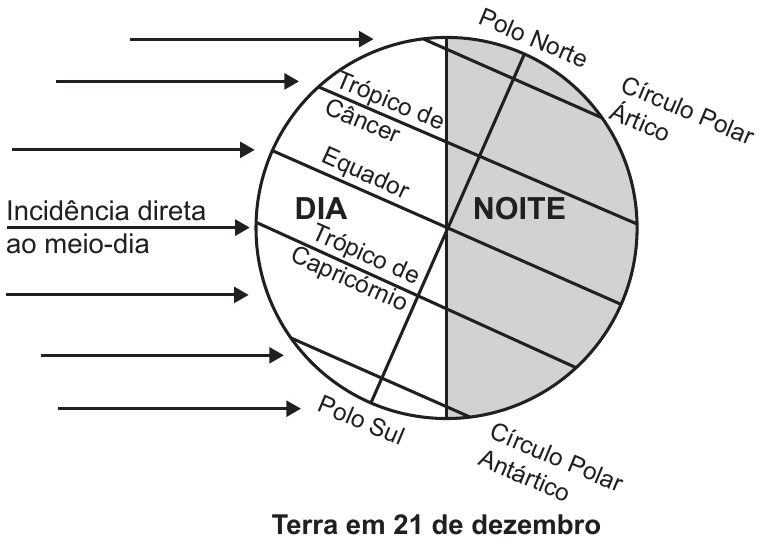 Polo Norte
Círculo Polar
Ártico
Trópico de
Câncer
Equador
Incidência direta
ao meio-dia
DIA
NOITE
Trópico de
Capricórnio
Polo Sul
Círculo Polar
Antártico
Terra em 21 de dezembro